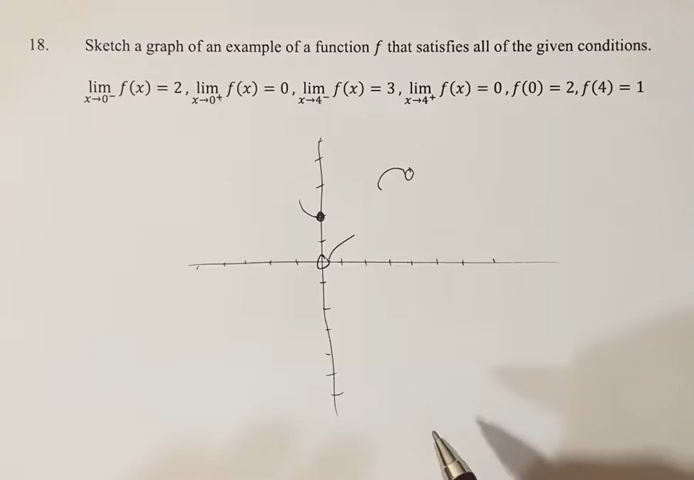 18. Sketch a graph of an example of a function f that satisfies all of the given conditions.
lim x→0⁻ f(x) = 2, lim x→0⁺ f(x) = 0, lim x→4⁻ f(x) = 3, lim x→4⁺ f(x) = 0, f(0) = 2, f(4) = 1